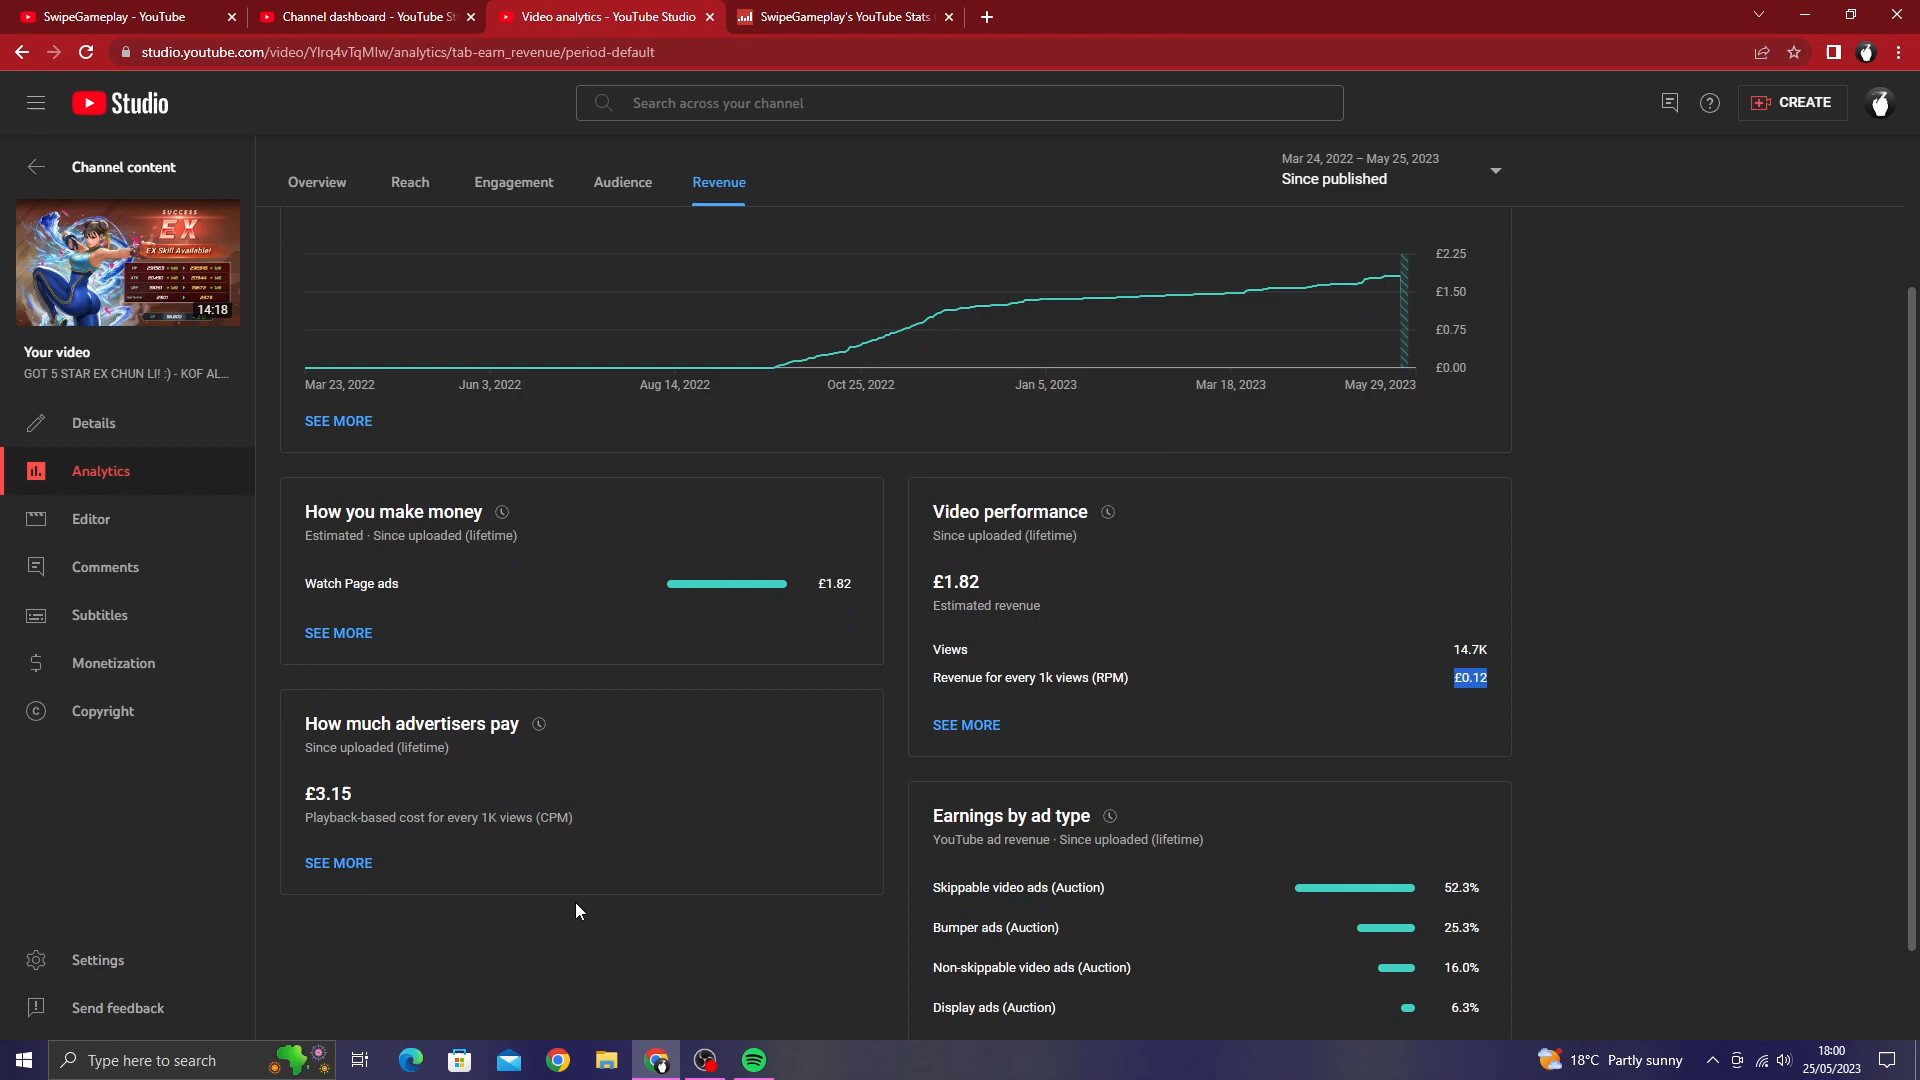 SwipeGameplay - YouTube
Channel dashboard - YouTube St
Video analytics - YouTube Studio
SwipeGameplay's YouTube Stats
studio.youtube.com/video/Ylrq4vTqMlw/analytics/tab-earn_revenue/period-default
Studio
Search across your channel
CREATE
Channel content
SUCCESS
EX
EX Skill Available!
14:18
Your video
GOT 5 STAR EX CHUN LI! :) - KOF AL...
Details
Analytics
Editor
Comments
Subtitles
Monetization
Copyright
Settings
Send feedback
Overview
Reach
Engagement
Audience
Revenue
Mar 24, 2022 – May 25, 2023
Since published
£2.25
£1.50
£0.75
£0.00
Mar 23, 2022
Jun 3, 2022
Aug 14, 2022
Oct 25, 2022
Jan 5, 2023
Mar 18, 2023
May 29, 2023
SEE MORE
How you make money
Estimated · Since uploaded (lifetime)
Watch Page ads £1.82
SEE MORE
How much advertisers pay
Since uploaded (lifetime)
£3.15
Playback-based cost for every 1K views (CPM)
SEE MORE
Video performance
Since uploaded (lifetime)
£1.82
Estimated revenue
Views 14.7K
Revenue for every 1k views (RPM) £0.12
SEE MORE
Earnings by ad type
YouTube ad revenue · Since uploaded (lifetime)
Skippable video ads (Auction) 52.3%
Bumper ads (Auction) 25.3%
Non-skippable video ads (Auction) 16.0%
Display ads (Auction) 6.3%
Type here to search
18°C Partly sunny
18:00
25/05/2023